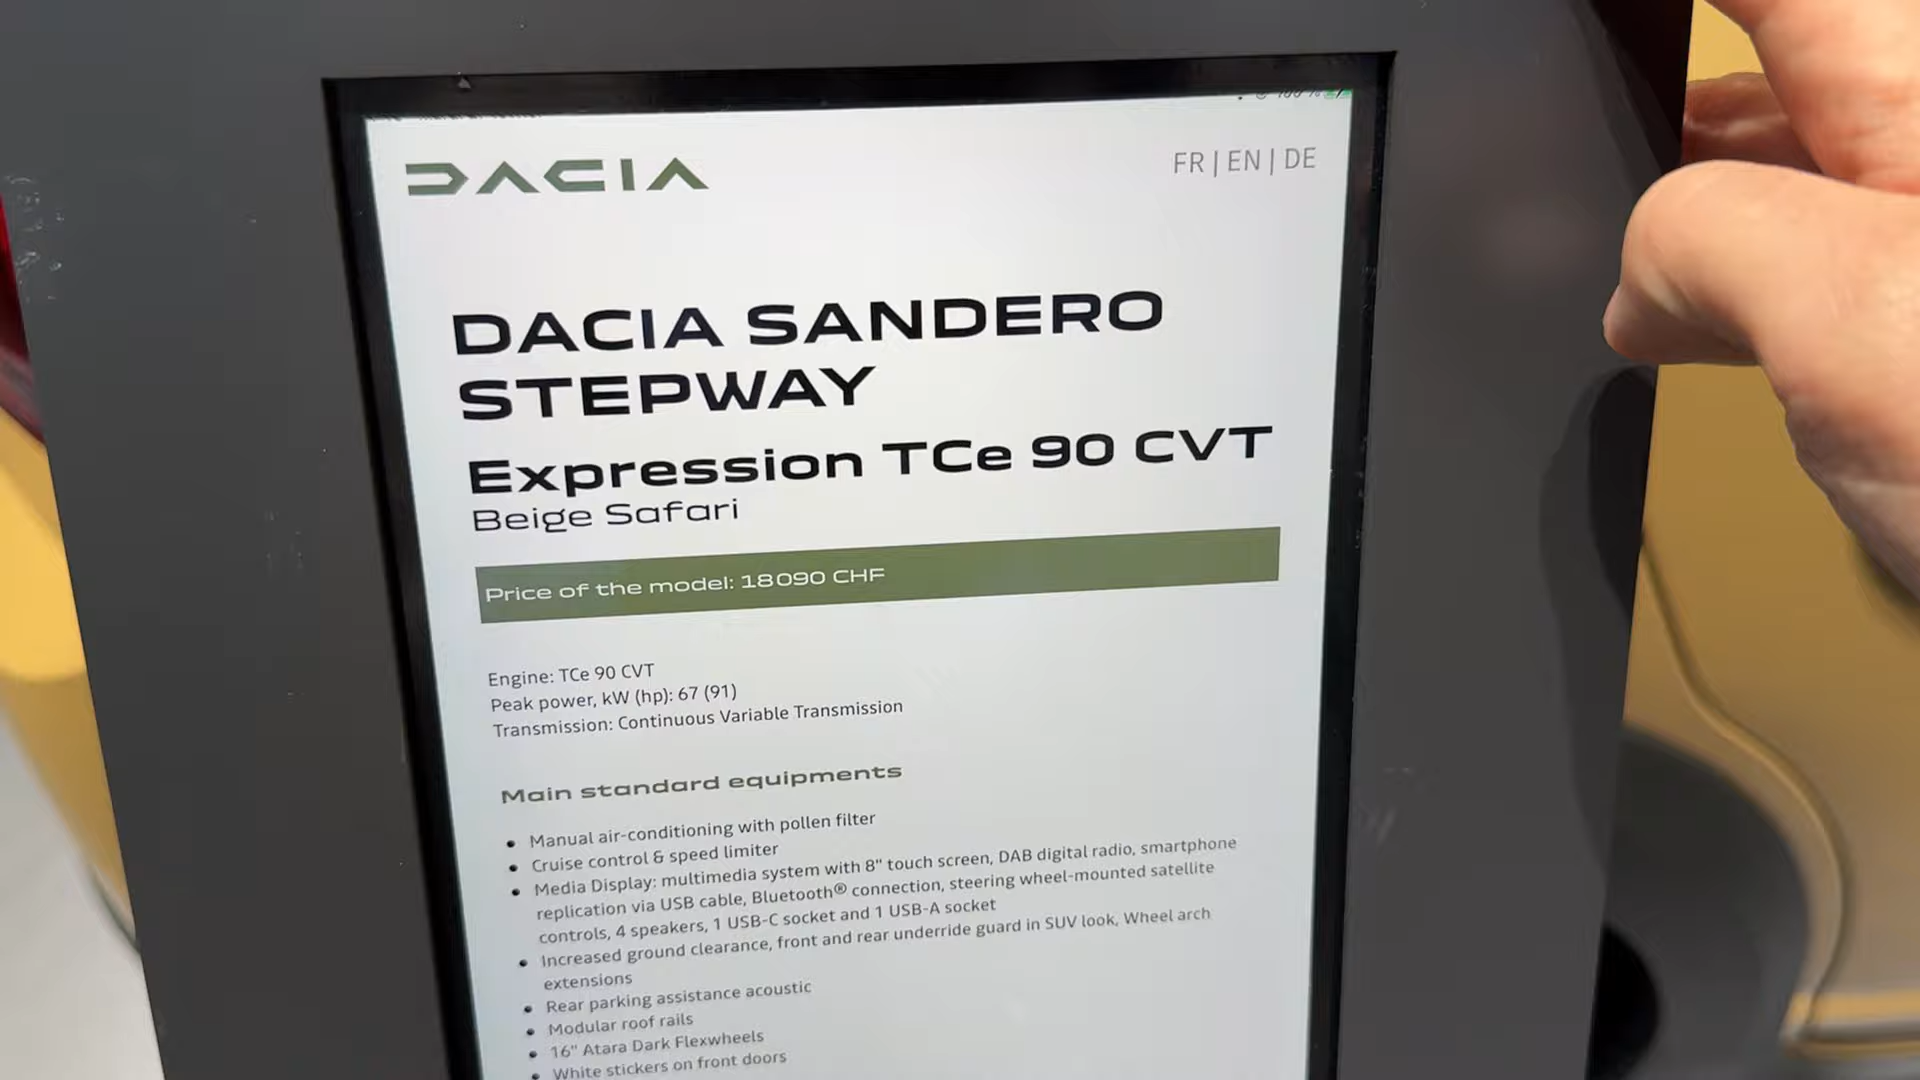 DACIA
FR | EN | DE
DACIA SANDERO
STEPWAY
Expression TCe 90 CVT
Beige Safari
Price of the model: 18 090 CHF
Engine: TCe 90 CVT
Peak power, kW (hp): 67 (91)
Transmission: Continuous Variable Transmission
Main standard equipments
• Manual air-conditioning with pollen filter
• Cruise control & speed limiter
• Media Display: multimedia system with 8" touch screen, DAB digital radio, smartphone
replication via USB cable, Bluetooth® connection, steering wheel-mounted satellite
controls, 4 speakers, 1 USB-C socket and 1 USB-A socket
• Increased ground clearance, front and rear underride guard in SUV look, Wheel arch
extensions
• Rear parking assistance acoustic
• Modular roof rails
• 16" Atara Dark Flexwheels
• White stickers on front doors